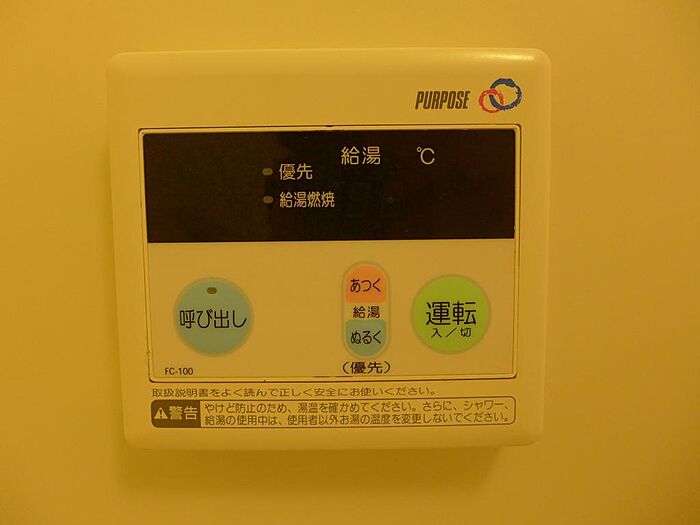 PURPOSE
給湯 ℃
優先
給湯燃焼
呼び出し
あつく
給湯
ぬるく
(優先)
運転
入/切
FC-100
取扱説明書をよく読んで正しく安全にお使いください。
警告 やけど防止のため、湯温を確かめてください。さらに、シャワー、
給湯の使用中は、使用者以外お湯の温度を変更しないでください。